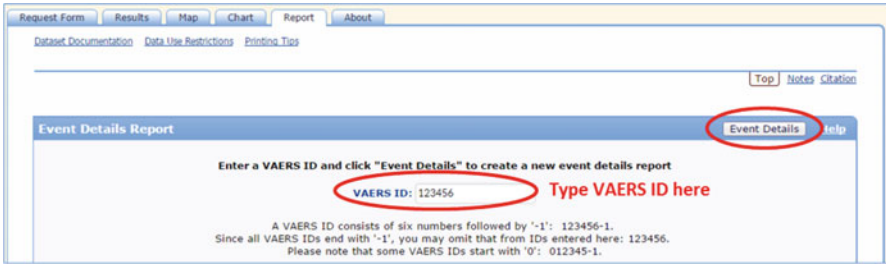 Request Form Results Map Chart Report About
Dataset Documentation Data Use Restrictions Printing Tips
Top Notes Citation
Event Details Report Event Details Help
Enter a VAERS ID and click "Event Details" to create a new event details report
VAERS ID: 123456 Type VAERS ID here
A VAERS ID consists of six numbers followed by '-1': 123456-1.
Since all VAERS IDs end with '-1', you may omit that from IDs entered here: 123456.
Please note that some VAERS IDs start with '0': 012345-1.